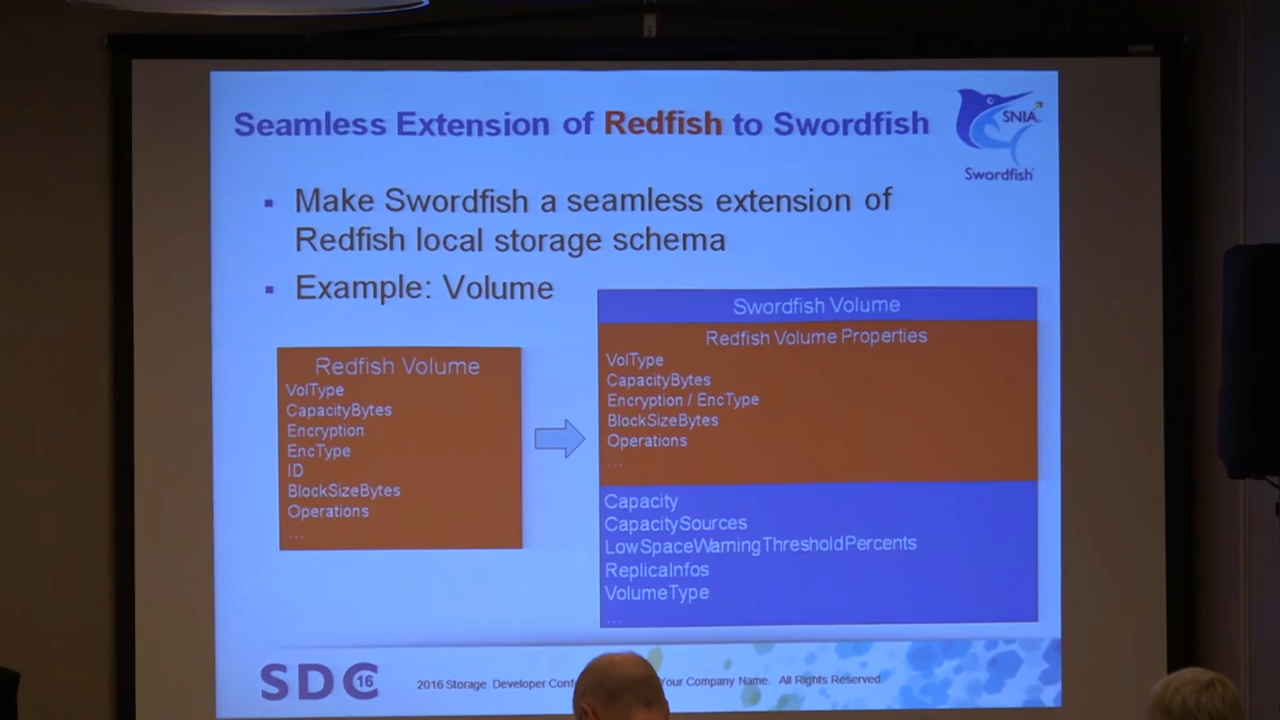 Seamless Extension of Redfish to Swordfish
SNIA
Swordfish
Make Swordfish a seamless extension of
Redfish local storage schema
Example: Volume
Redfish Volume
VolType
CapacityBytes
Encryption
EncType
ID
BlockSizeBytes
Operations
...
Swordfish Volume
Redfish Volume Properties
VolType
CapacityBytes
Encryption / EncType
BlockSizeBytes
Operations
...
Capacity
CapacitySources
LowSpaceWarningThresholdPercents
ReplicaInfos
VolumeType
...
SDC 16
2016 Storage Developer Conf Your Company Name. All Rights Reserved.